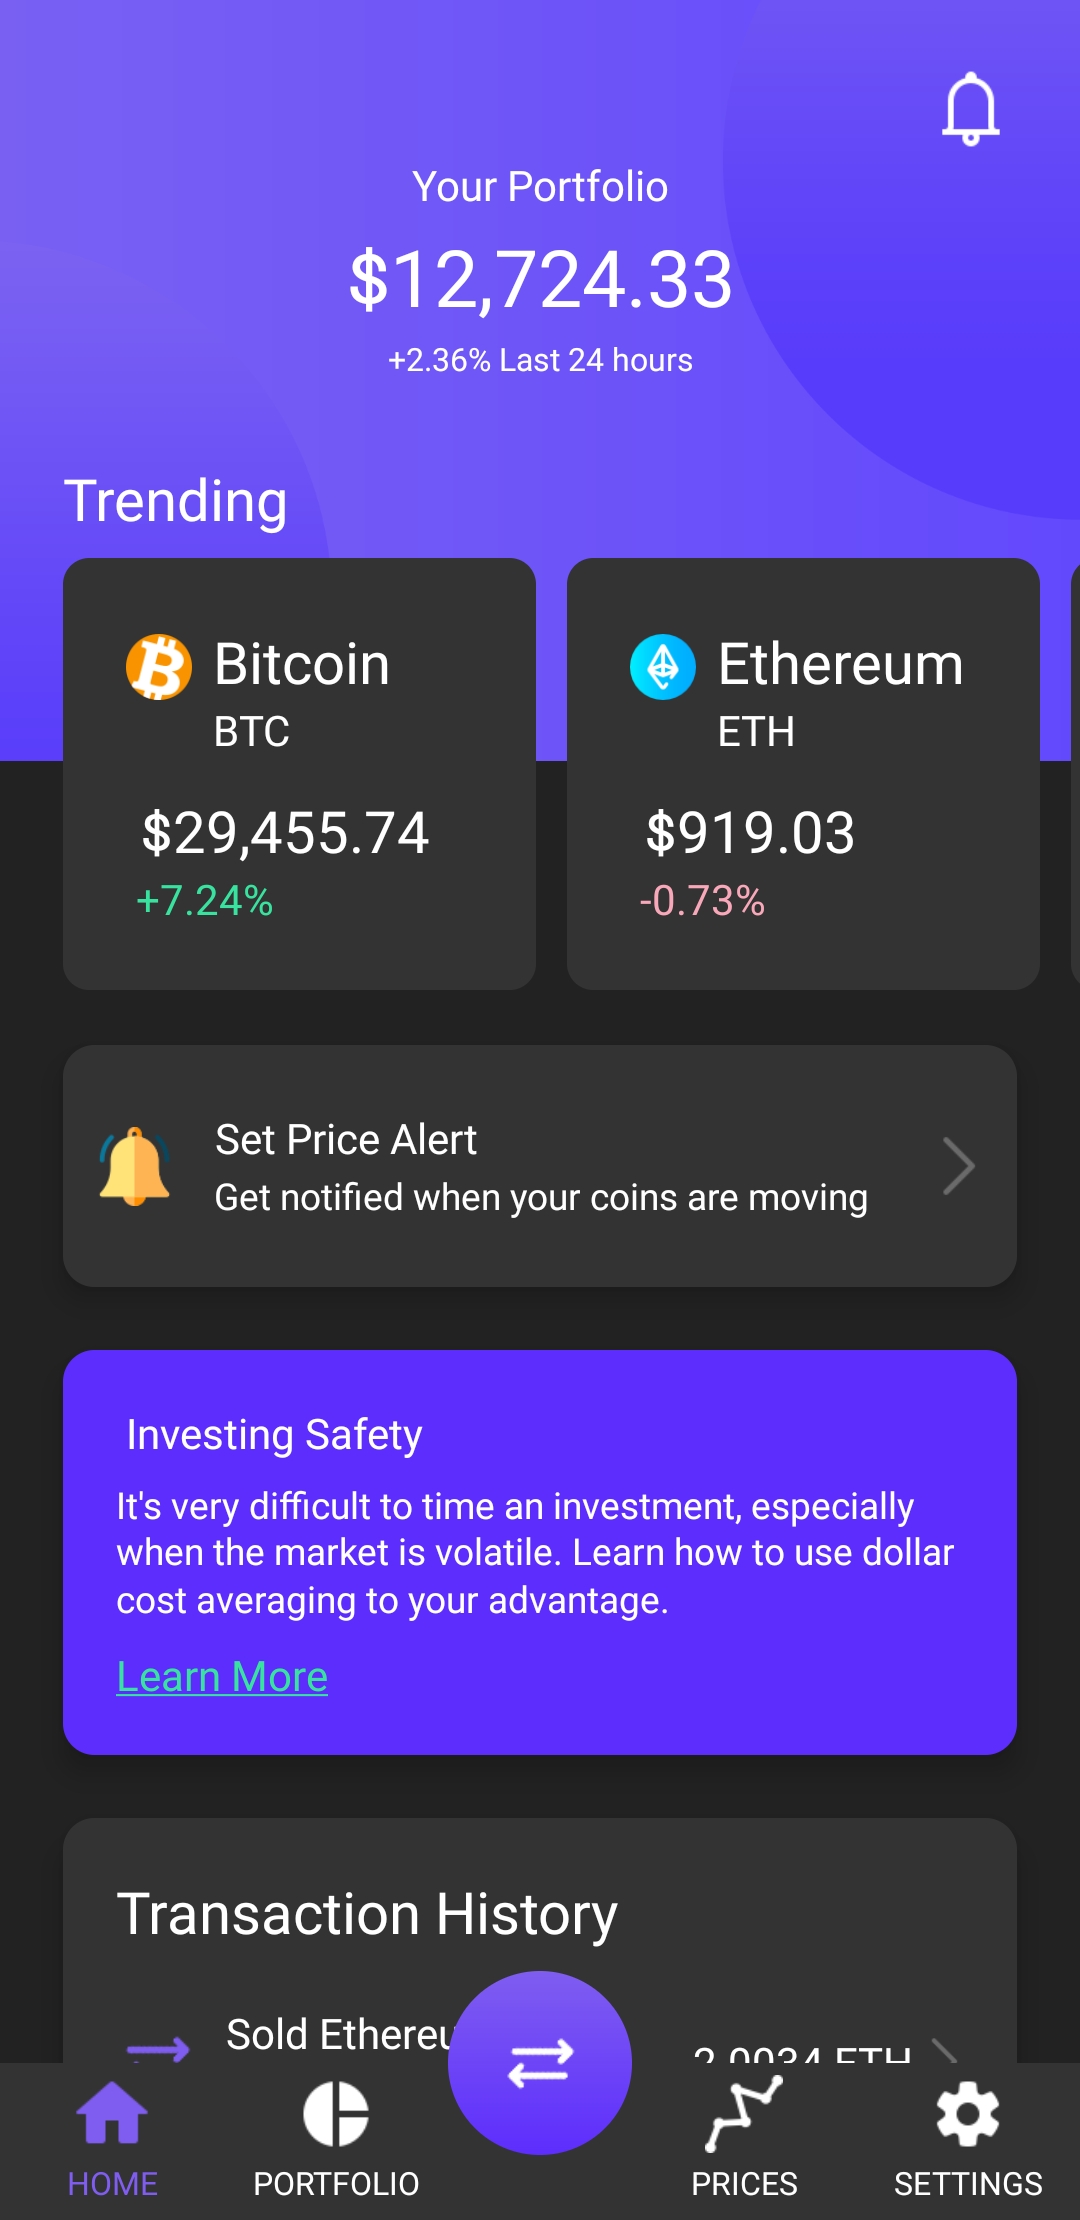 Your Portfolio
$12,724.33
+2.36% Last 24 hours
Trending
Bitcoin
BTC
$29,455.74
+7.24%
Ethereum
ETH
$919.03
-0.73%
Set Price Alert
Get notified when your coins are moving
Investing Safety
It's very difficult to time an investment, especially
when the market is volatile. Learn how to use dollar
cost averaging to your advantage.
Learn More
Transaction History
Sold
2.0034 ETH
HOME
PORTFOLIO
PRICES
SETTINGS